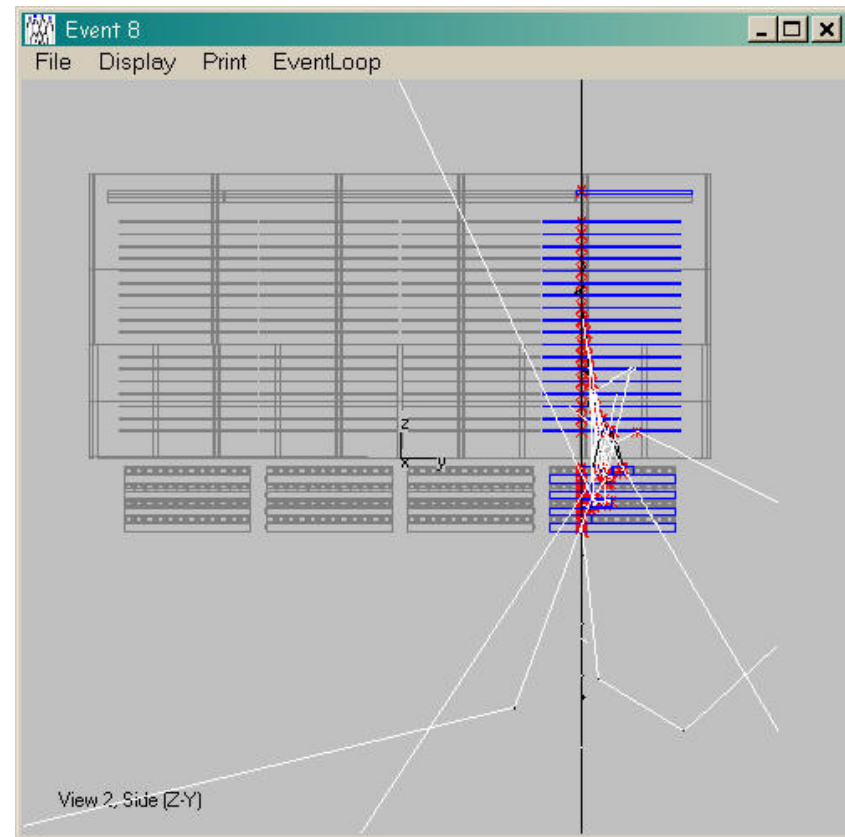 Event 8
File Display Print EventLoop
z
x y
View 2, Side (Z-Y)